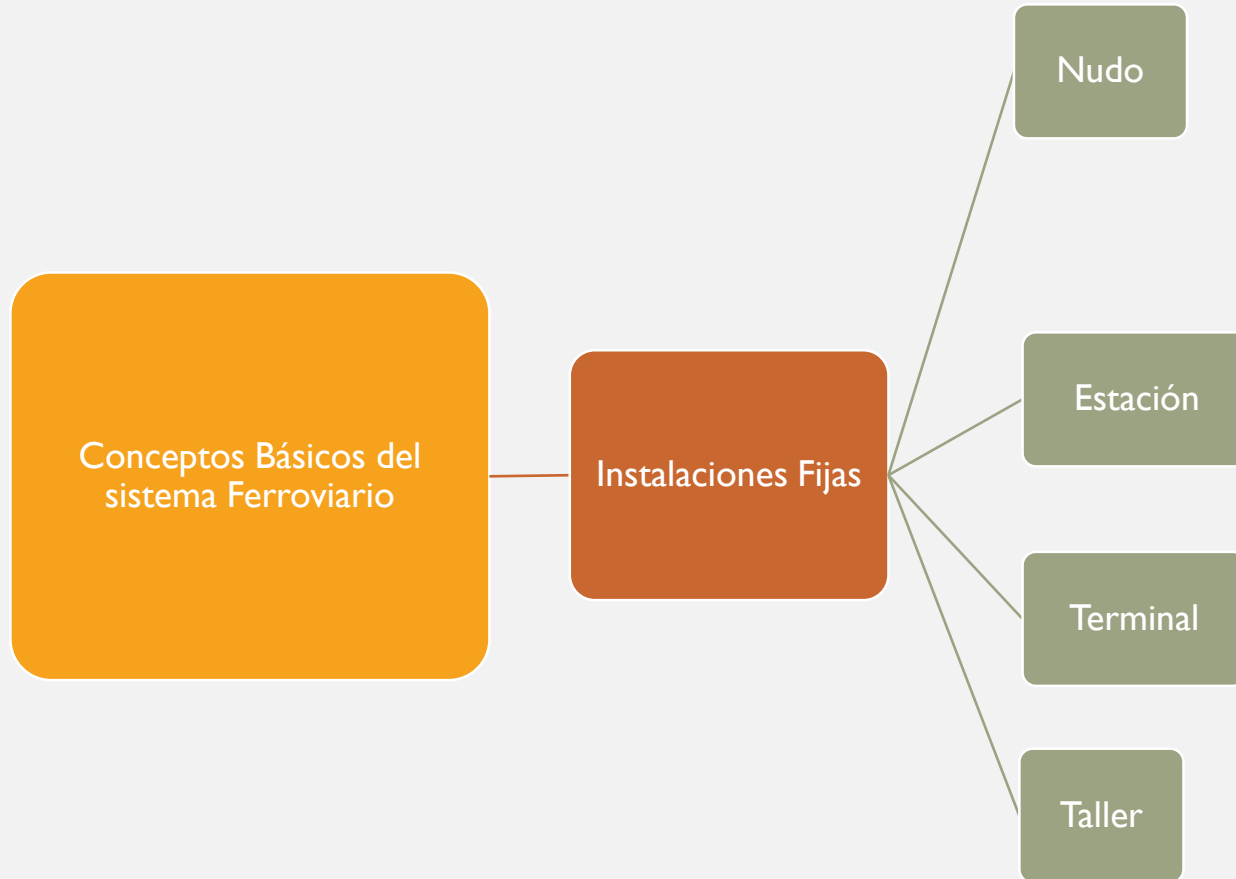 Nudo
Estación
Conceptos Básicos del
sistema Ferroviario
Instalaciones Fijas
Terminal
Taller